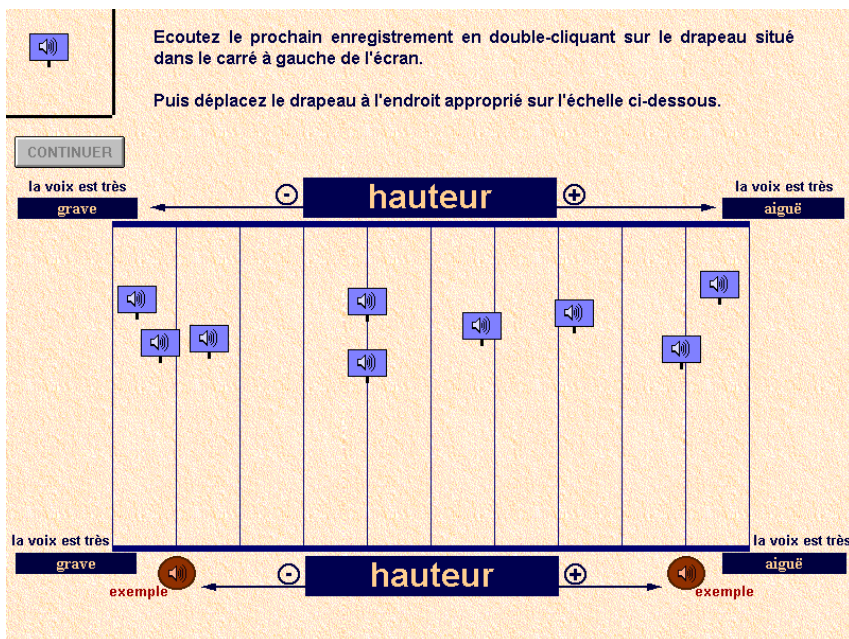 Ecoutez le prochain enregistrement en double-cliquant sur le drapeau situé
dans le carré à gauche de l'écran.
Puis déplacez le drapeau à l'endroit approprié sur l'échelle ci-dessous.
CONTINUER
la voix est très
grave
-
hauteur
+
la voix est très
aiguë
la voix est très
grave
exemple
-
hauteur
+
exemple
la voix est très
aiguë